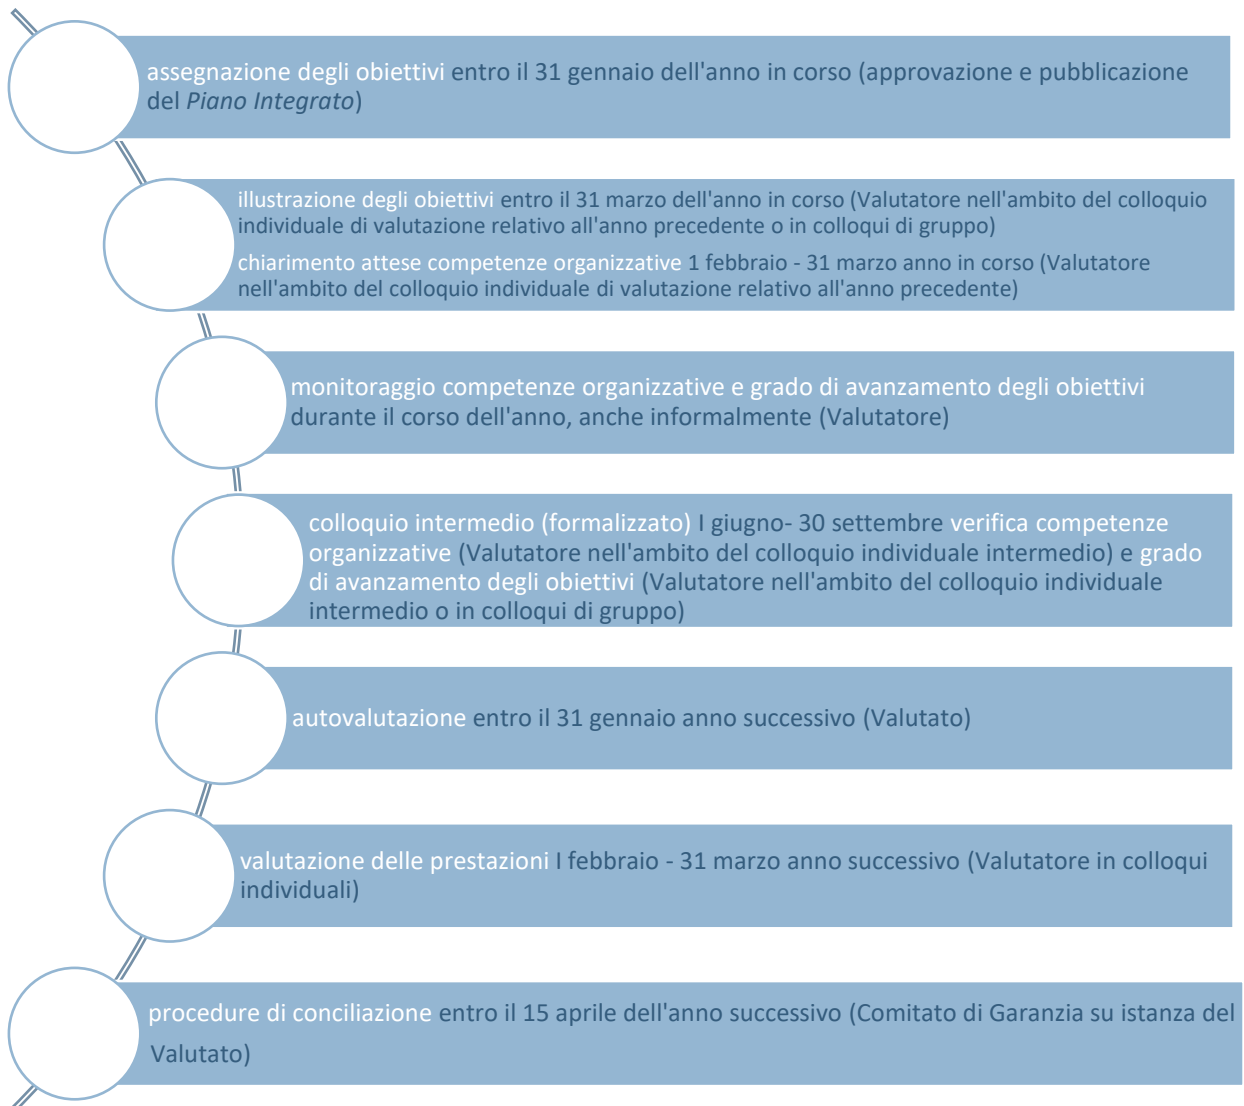 assegnazione degli obiettivi entro il 31 gennaio dell'anno in corso (approvazione e pubblicazione
del Piano Integrato)
illustrazione degli obiettivi entro il 31 marzo dell'anno in corso (Valutatore nell'ambito del colloquio
individuale di valutazione relativo all'anno precedente o in colloqui di gruppo)
chiarimento attese competenze organizzative 1 febbraio - 31 marzo anno in corso (Valutatore
nell'ambito del colloquio individuale di valutazione relativo all'anno precedente)
monitoraggio competenze organizzative e grado di avanzamento degli obiettivi
durante il corso dell'anno, anche informalmente (Valutatore)
colloquio intermedio (formalizzato) I giugno- 30 settembre verifica competenze
organizzative (Valutatore nell'ambito del colloquio individuale intermedio) e grado
di avanzamento degli obiettivi (Valutatore nell'ambito del colloquio individuale
intermedio o in colloqui di gruppo)
autovalutazione entro il 31 gennaio anno successivo (Valutato)
valutazione delle prestazioni I febbraio - 31 marzo anno successivo (Valutatore in colloqui
individuali)
procedure di conciliazione entro il 15 aprile dell'anno successivo (Comitato di Garanzia su istanza del
Valutato)